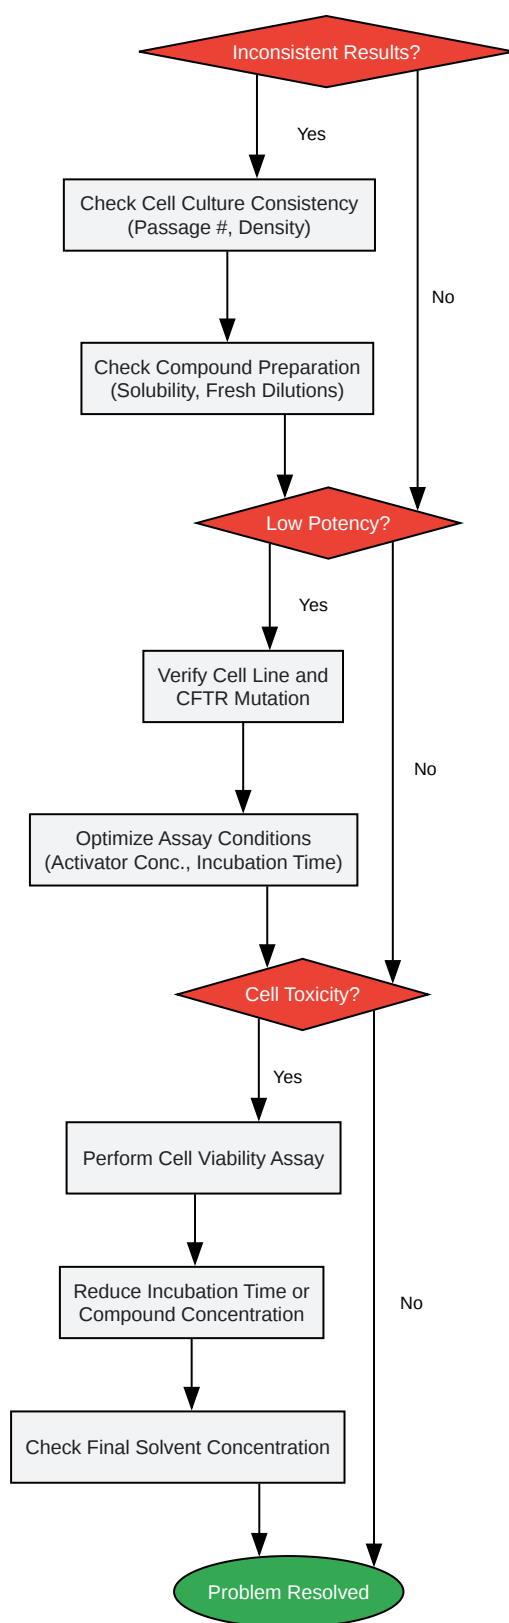 Inconsistent Results?
Yes
Check Cell Culture Consistency
(Passage #, Density)
No
Check Compound Preparation
(Solubility, Fresh Dilutions)
Low Potency?
Yes
Verify Cell Line and
CFTR Mutation
No
Optimize Assay Conditions
(Activator Conc., Incubation Time)
Cell Toxicity?
Yes
Perform Cell Viability Assay
Reduce Incubation Time or
Compound Concentration
No
Check Final Solvent Concentration
Problem Resolved